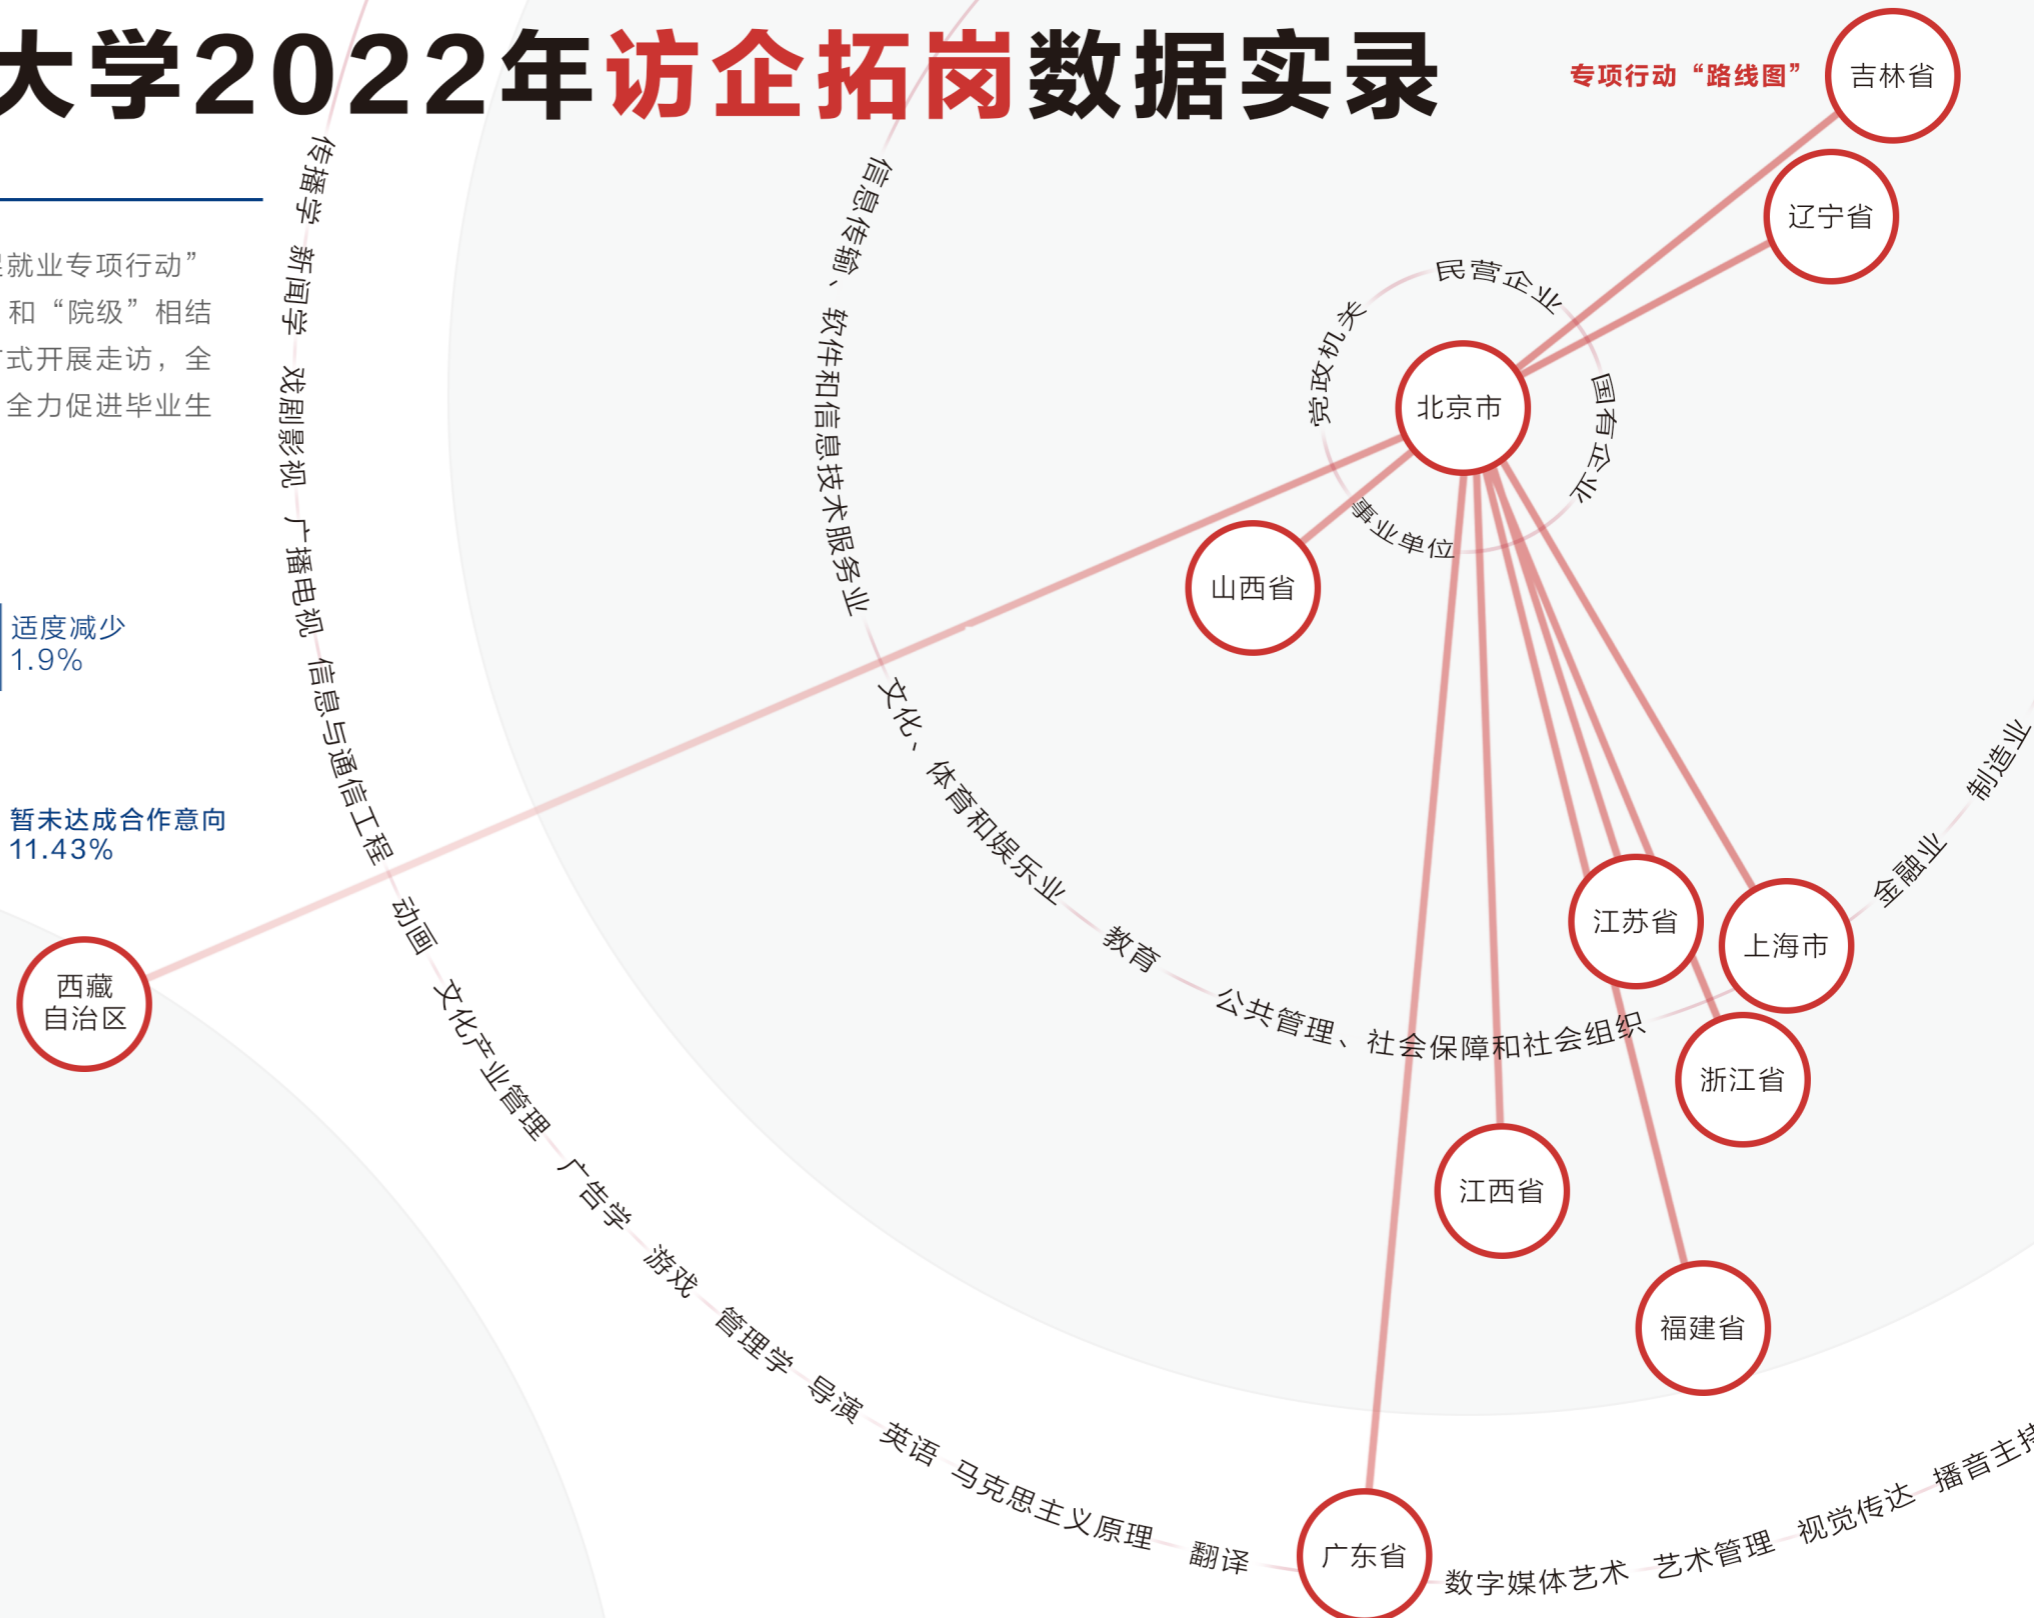 大学2022年访企拓岗数据实录
专项行动“路线图”
吉林省
辽宁省
就业专项行动”
和“院级”相结
式开展走访，全
全力促进毕业生
适度减少
1.9%
暂未达成合作意向
11.43%
民营企业
国有企业
事业单位
党政机关
北京市
山西省
西藏
自治区
江苏省
上海市
浙江省
江西省
福建省
广东省
信息传输、软件和信息技术服务业
文化、体育和娱乐业
教育
公共管理、社会保障和社会组织
金融业
制造业
传播学
新闻学
戏剧影视
广播电视
信息与通信工程
动画
文化产业管理
广告学
游戏
管理学
导演
英语
马克思主义原理
翻译
数字媒体艺术
艺术管理
视觉传达
播音主持